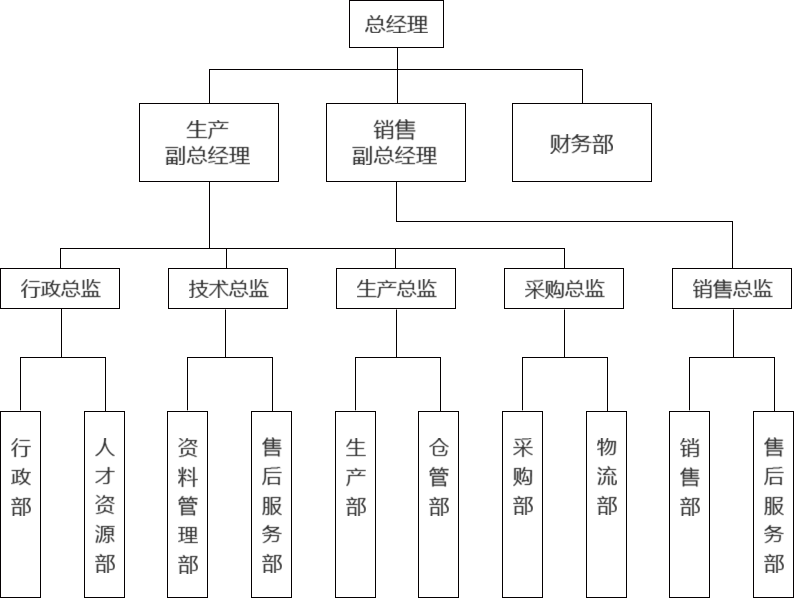 总经理
生产
副总经理
销售
副总经理
财务部
行政总监
技术总监
生产总监
采购总监
销售总监
行政部
人才资源部
资料管理部
售后服务部
生产部
仓管部
采购部
物流部
销售部
售后服务部